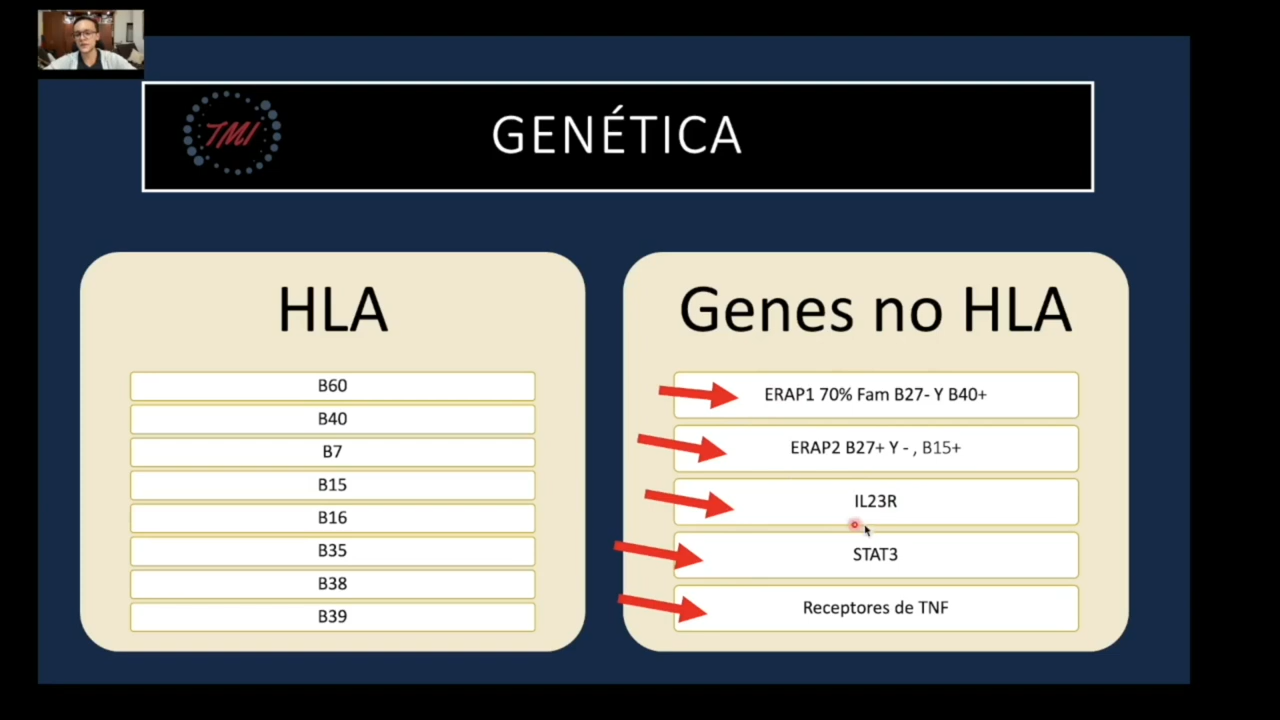 TMI
GENÉTICA
HLA
B60
B40
B7
B15
B16
B35
B38
B39
Genes no HLA
ERAP1 70% Fam B27- Y B40+
ERAP2 B27+ Y - , B15+
IL23R
STAT3
Receptores de TNF